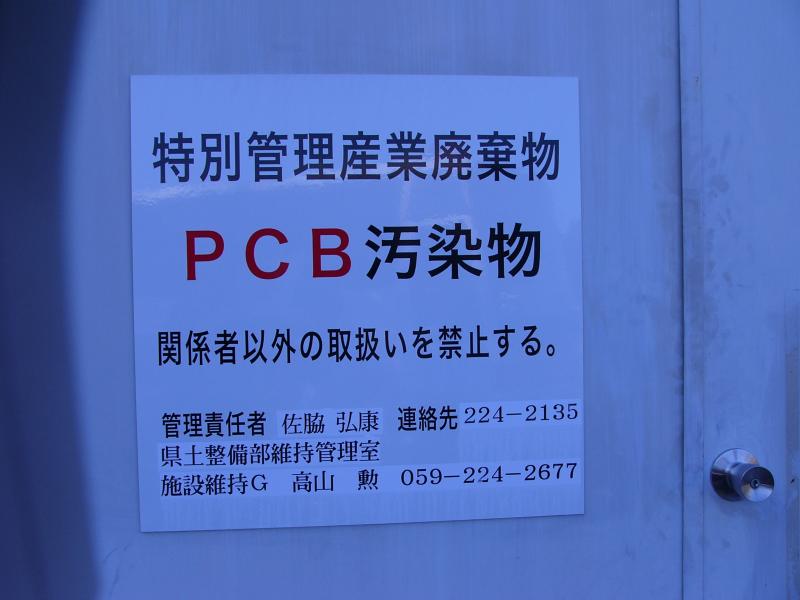 特別管理産業廃棄物
ＰＣＢ汚染物
関係者以外の取扱いを禁止する。
管理責任者 佐脇 弘康 連絡先 224－2135
県土整備部維持管理室
施設維持Ｇ 高山 勲 059－224－2677